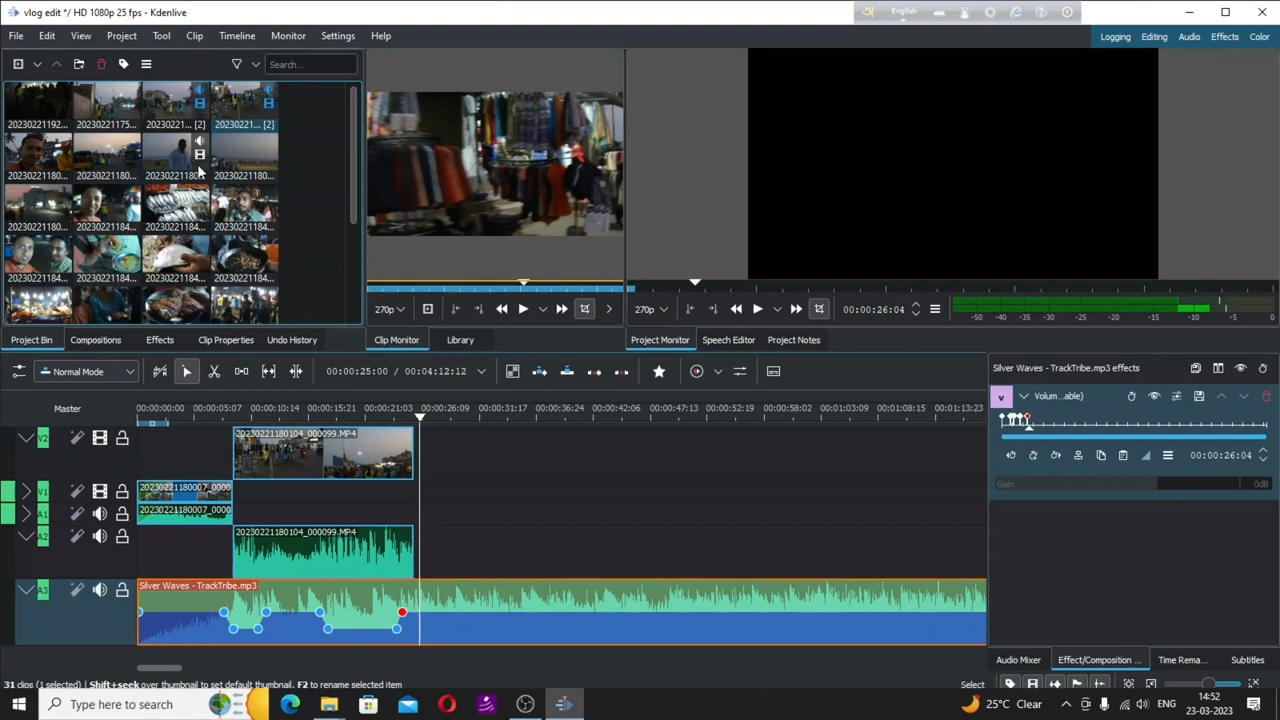 vlog edit */ HD 1080p 25 fps - Kdenlive
English
File Edit View Project Tool Clip Timeline Monitor Settings Help
Logging Editing Audio Effects Color
Search...
20230221192... 20230221175... 20230221... [2] 20230221... [2]
20230221180... 20230221180... 20230221180... 20230221180...
20230221180... 20230221184... 20230221184... 20230221184...
20230221184... 20230221184... 20230221184... 20230221184...
270p
270p
00:00:26:04
-50 -40 -30 -20 -15 -10 -5 0
Project Bin Compositions Effects Clip Properties Undo History
Clip Monitor Library
Project Monitor Speech Editor Project Notes
Normal Mode
00:00:25:00 / 00:04:12:12
Silver Waves - TrackTribe.mp3 effects
Master
00:00:00:00 00:00:05:07 00:00:10:14 00:00:15:21 00:00:21:03 00:00:26:09 00:00:31:17 00:00:36:24 00:00:42:06 00:00:47:13 00:00:52:19 00:00:58:02 00:01:03:09 00:01:08:15 00:01:13:23
v Volum...able)
V2
20230221180104_000099.MP4
00:00:26:04
V1
20230221180007_0000
Gain 0dB
A1
20230221180007_0000
A2
20230221180104_000099.MP4
A3
Silver Waves - TrackTribe.mp3
Audio Mixer Effect/Composition ... Time Rema... Subtitles
31 clips (1 selected) | Shift+seek over thumbnail to set default thumbnail. F2 to rename selected item
Select
Type here to search
25°C Clear
ENG
14:52
23-03-2023